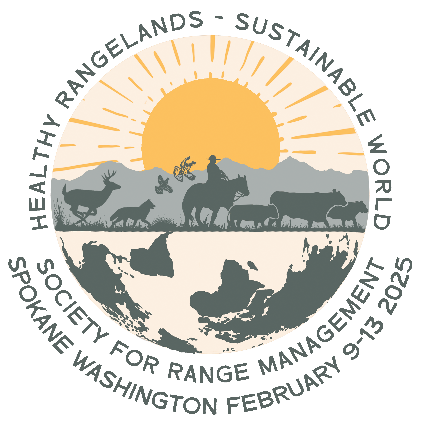 HEALTHY RANGELANDS - SUSTAINABLE WORLD
SOCIETY FOR RANGE MANAGEMENT
SPOKANE WASHINGTON FEBRUARY 9-13 2025